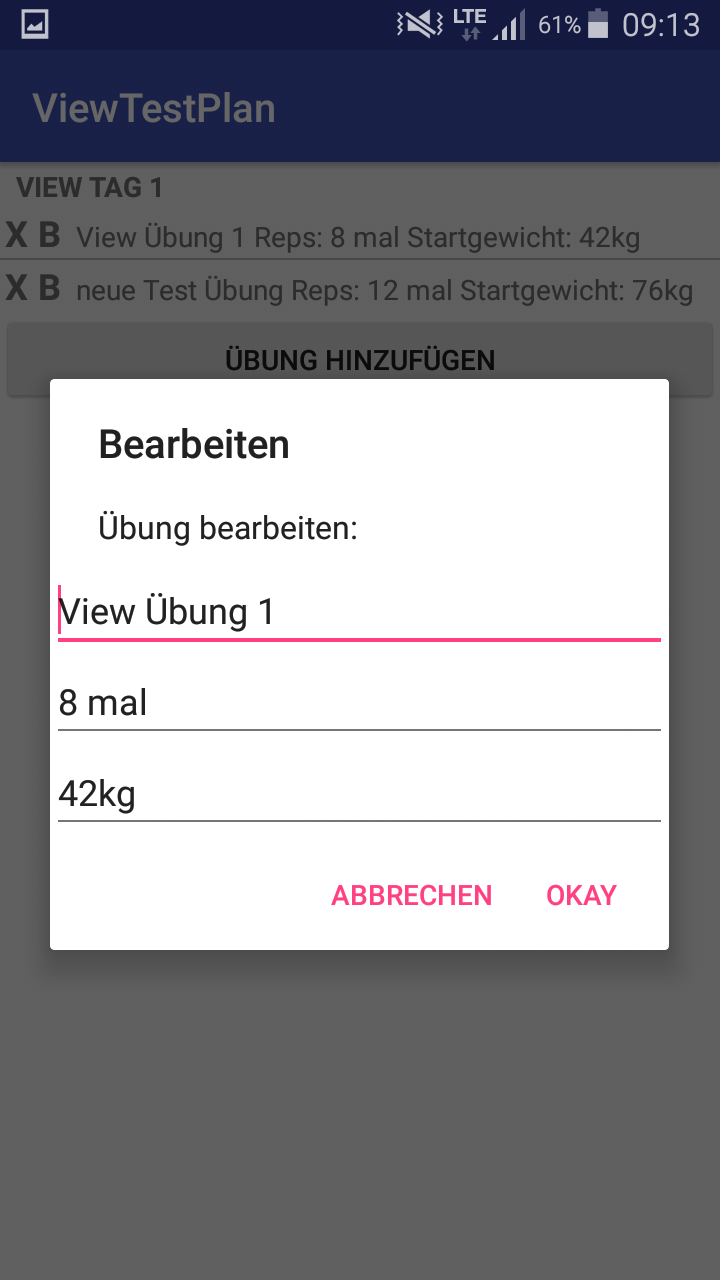 LTE 61% 09:13
ViewTestPlan
VIEW TAG 1
X B View Übung 1 Reps: 8 mal Startgewicht: 42kg
X B neue Test Übung Reps: 12 mal Startgewicht: 76kg
ÜBUNG HINZUFÜGEN
Bearbeiten
Übung bearbeiten:
View Übung 1
8 mal
42kg
ABBRECHEN OKAY